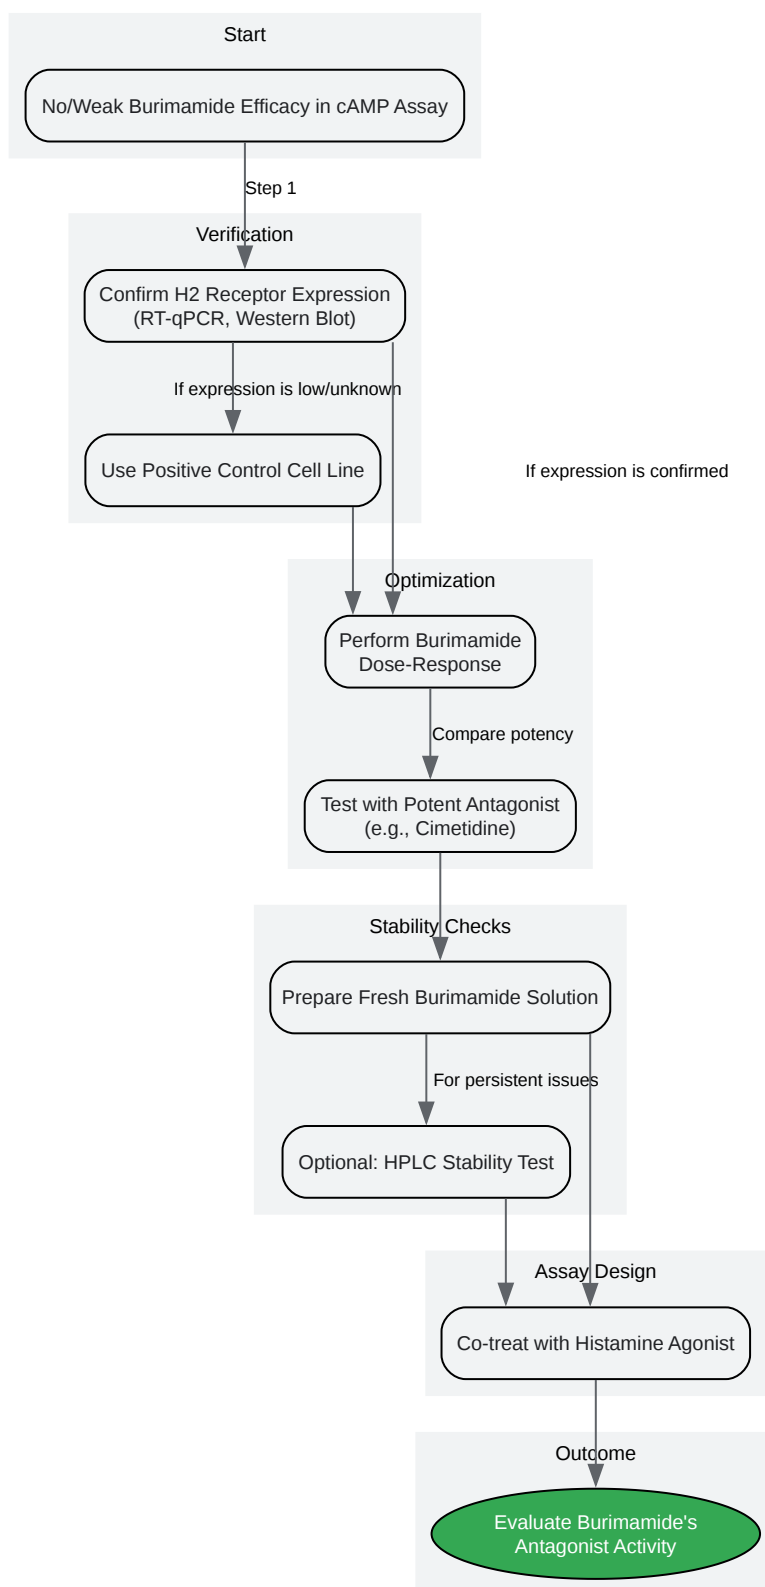 Start
No/Weak Burimamide Efficacy in cAMP Assay
Step 1
Verification
Confirm H2 Receptor Expression
(RT-qPCR, Western Blot)
If expression is low/unknown
Use Positive Control Cell Line
If expression is confirmed
Optimization
Perform Burimamide
Dose-Response
Compare potency
Test with Potent Antagonist
(e.g., Cimetidine)
Stability Checks
Prepare Fresh Burimamide Solution
For persistent issues
Optional: HPLC Stability Test
Assay Design
Co-treat with Histamine Agonist
Outcome
Evaluate Burimamide's
Antagonist Activity